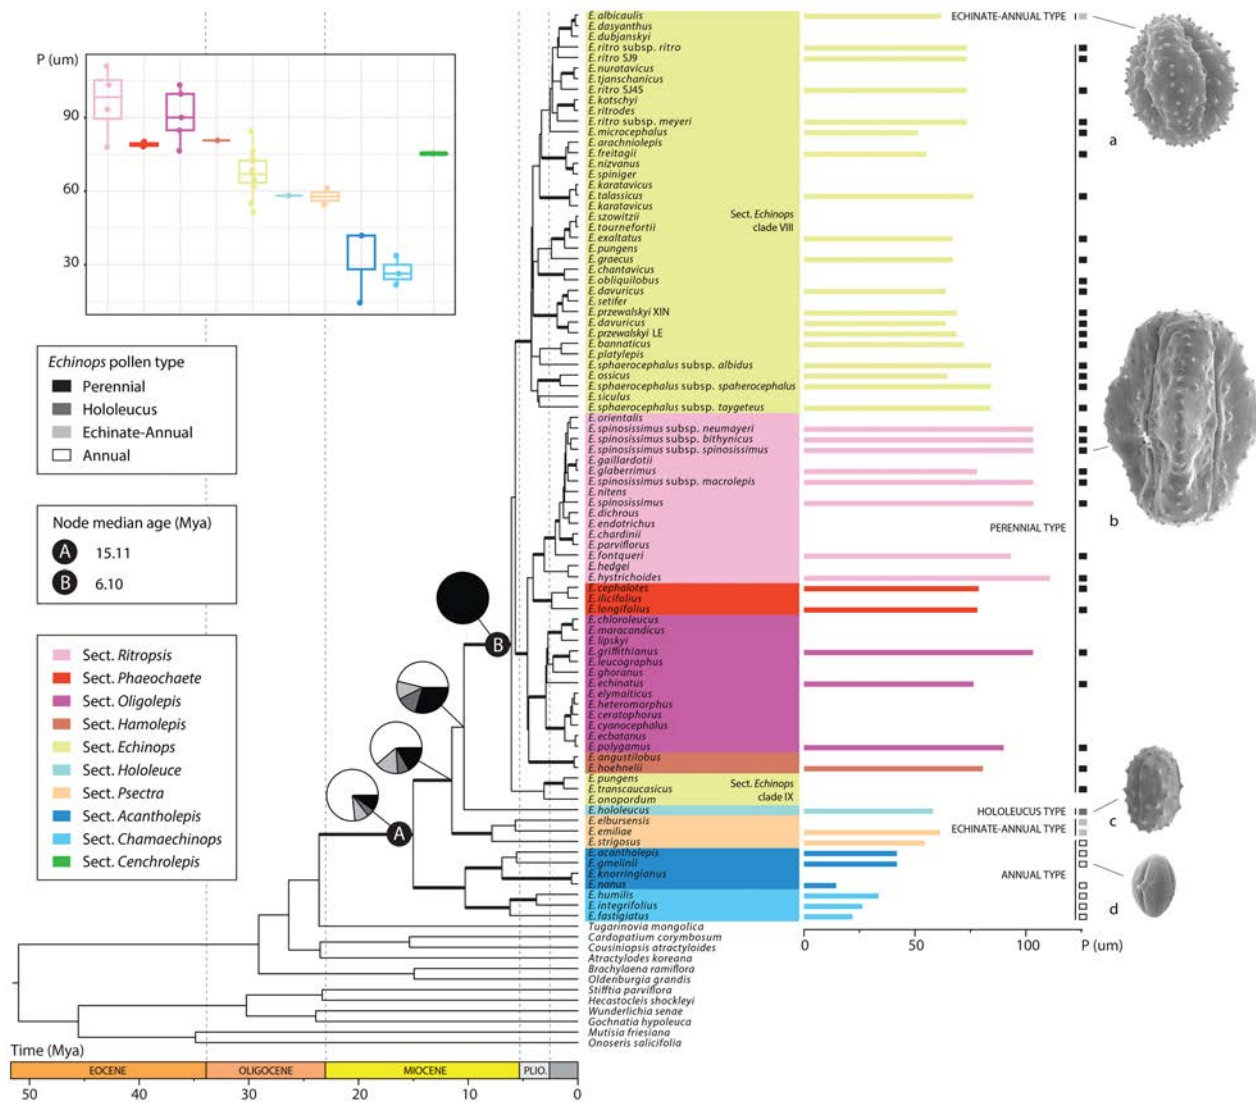 P (um)
90
60
30
Echinops pollen type
Perennial
Hololeucus
Echinate-Annual
Annual
Node median age (Mya)
A 15.11
B 6.10
Sect. Ritropsis
Sect. Phaeochaete
Sect. Oligolepis
Sect. Hamolepis
Sect. Echinops
Sect. Hololeuce
Sect. Psectra
Sect. Acantholepis
Sect. Chamaechinops
Sect. Cenchrolepis
B
A
E. albicaulis
E. dasyanthus
E. dubjanskyi
E. ritro subsp. ritro
E. ritro SJ9
E. nuratavicus
E. tjanschanicus
E. ritro SJ45
E. kotschyi
E. ritrodes
E. ritro subsp. meyeri
E. microcephalus
E. arachniolepis
E. freitagii
E. nizvanus
E. spiniger
E. karatavicus
E. talassicus
E. karatavicus
E. szowitzii
E. tournefortii
E. exaltatus
E. pungens
E. graecus
E. chantavicus
E. obliquilobus
E. davuricus
E. setifer
E. przewalskyi XIN
E. davuricus
E. przewalskyi LE
E. bannaticus
E. platylepis
E. sphaerocephalus subsp. albidus
E. ossicus
E. sphaerocephalus subsp. spaherocephalus
E. siculus
E. sphaerocephalus subsp. taygeteus
Sect. Echinops
clade VIII
E. orientalis
E. spinosissimus subsp. neumayeri
E. spinosissimus subsp. bithynicus
E. spinosissimus subsp. spinosissimus
E. gaillardotii
E. glaberrimus
E. spinosissimus subsp. macrolepis
E. nitens
E. spinosissimus
E. dichrous
E. endotrichus
E. chardinii
E. parviflorus
E. fontqueri
E. hedgei
E. hystrichoides
E. cephalotes
E. ilicifolius
E. longifolius
E. chloroleucus
E. maracandicus
E. lipskyi
E. griffithianus
E. leucographus
E. ghoranus
E. echinatus
E. elymaiticus
E. heteromorphus
E. ceratophorus
E. cyanocephalus
E. ecbatanus
E. polygamus
E. angustilobus
E. hoehnelii
E. pungens
E. transcaucasicus
E. onopordum
Sect. Echinops
clade IX
E. hololeucus
E. elbursensis
E. emiliae
E. strigosus
E. acantholepis
E. gmelinii
E. knorringianus
E. nanus
E. humilis
E. integrifolius
E. fastigiatus
Tugarinovia mongolica
Cardopatium corymbosum
Cousiniopsis atractyloides
Atractylodes koreana
Brachylaena ramiflora
Oldenburgia grandis
Stifftia parviflora
Hecastocleis shockleyi
Wunderlichia senae
Gochnatia hypoleuca
Mutisia friesiana
Onoseris salicifolia
ECHINATE-ANNUAL TYPE
PERENNIAL TYPE
HOLOLEUCUS TYPE
ECHINATE-ANNUAL TYPE
ANNUAL TYPE
a
b
c
d
0 50 100 P (um)
Time (Mya)
EOCENE OLIGOCENE MIOCENE PLIO.
50 40 30 20 10 0